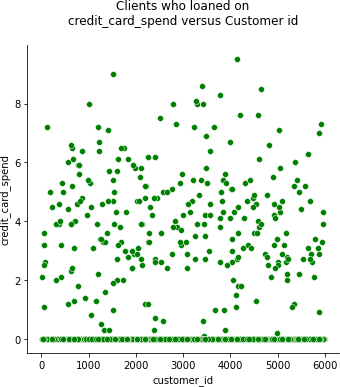 Clients who loaned on
credit_card_spend versus Customer id
8
6
4
2
0
credit_card_spend
0 1000 2000 3000 4000 5000 6000
customer_id